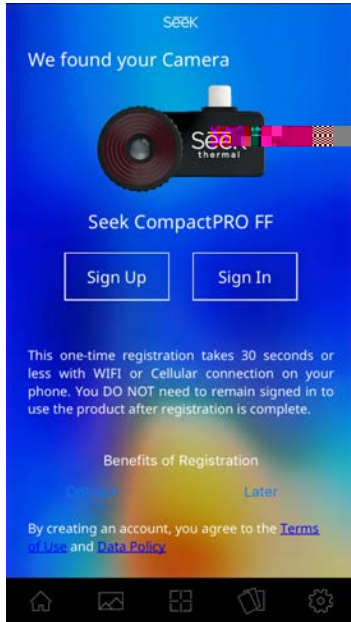 Seek
We found your Camera
thermal
Seek CompactPRO FF
Sign Up
Sign In
This one-time registration takes 30 seconds or
less with WIFI or Cellular connection on your
phone. You DO NOT need to remain signed in to
use the product after registration is complete.
Benefits of Registration
Later
By creating an account, you agree to the Terms
of Use and Data Policy